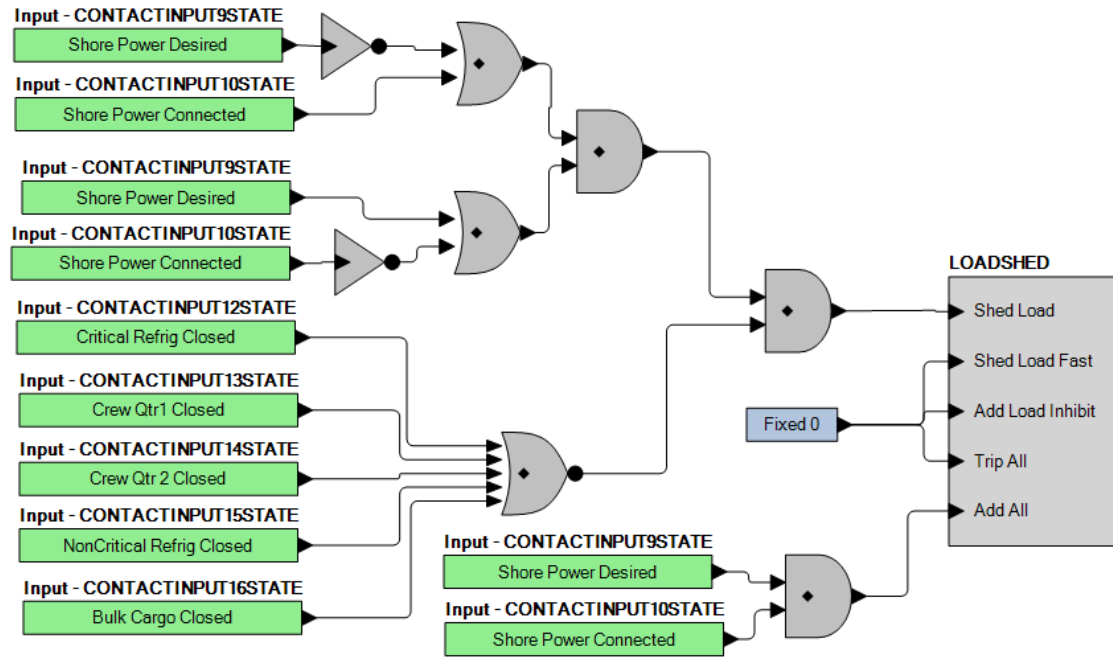 Input - CONTACTINPUT9STATE
Shore Power Desired
Input - CONTACTINPUT10STATE
Shore Power Connected
Input - CONTACTINPUT9STATE
Shore Power Desired
Input - CONTACTINPUT10STATE
Shore Power Connected
Input - CONTACTINPUT12STATE
Critical Refrig Closed
Input - CONTACTINPUT13STATE
Crew Qtr1 Closed
Input - CONTACTINPUT14STATE
Crew Qtr 2 Closed
Input - CONTACTINPUT15STATE
NonCritical Refrig Closed
Input - CONTACTINPUT16STATE
Bulk Cargo Closed
Input - CONTACTINPUT9STATE
Shore Power Desired
Input - CONTACTINPUT10STATE
Shore Power Connected
Fixed 0
LOADSHED
Shed Load
Shed Load Fast
Add Load Inhibit
Trip All
Add All